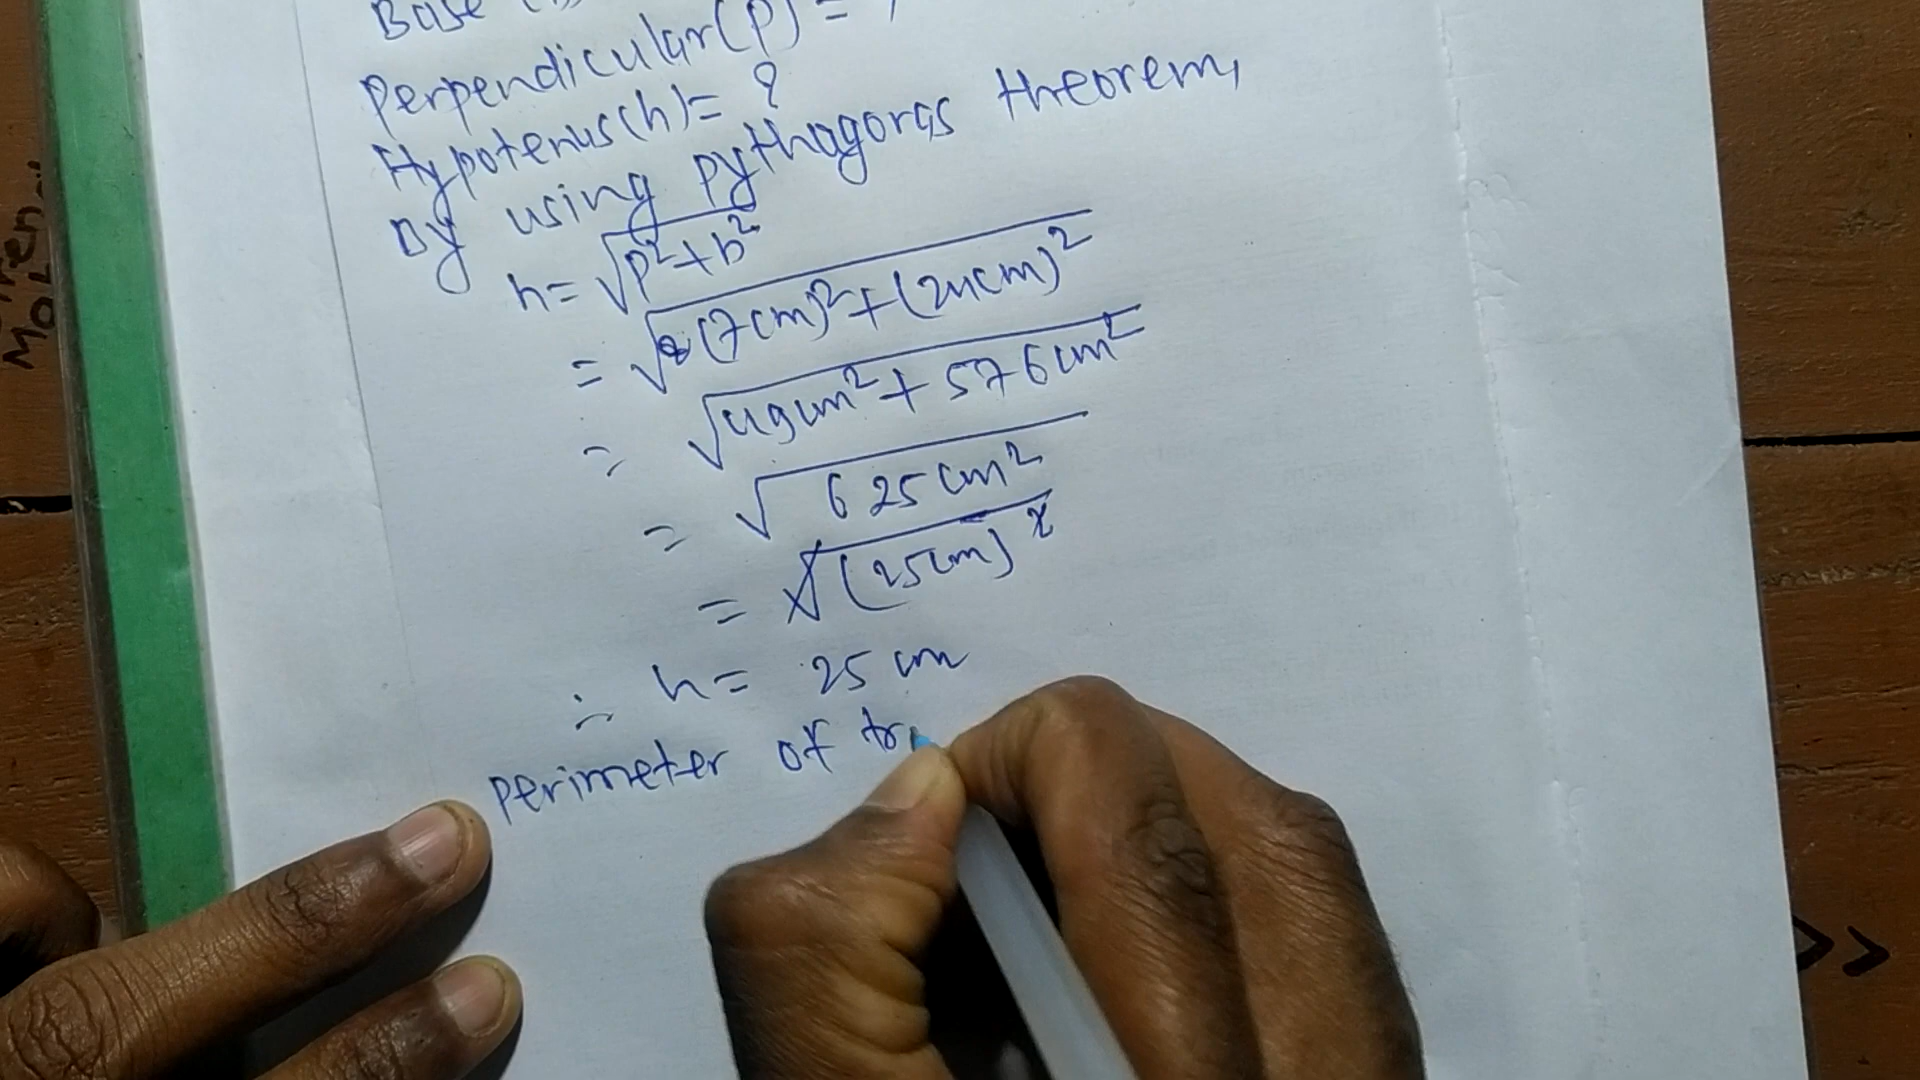 Base
Perpendicular(p) =
Hypotenus(h)= ?
By using pythagoras theorem,
h= √p²+b²
= √(7cm)²+(24cm)²
= √49cm²+576cm²
= √625cm²
= √(25cm)²
∴ h= 25 cm
perimeter of tr